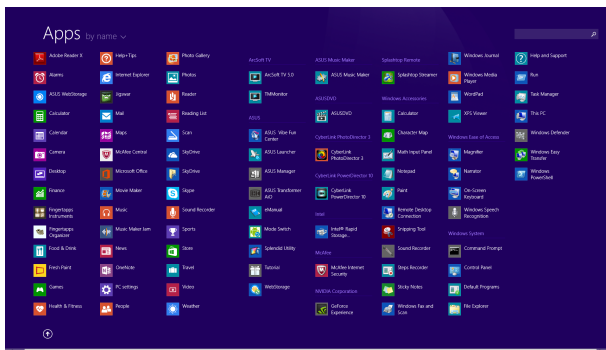 Apps by name
Adobe Reader X
Alarms
ASUS WebStorage
Calculator
Calendar
Camera
Desktop
Finance
Fingertapps
Instruments
Fingertapps
Organizer
Food & Drink
Fresh Paint
Games
Health & Fitness
Help+Tips
Internet Explorer
Jigsaw
Mail
Maps
McAfee Central
Microsoft Office
Movie Maker
Music
Music Maker Jam
News
OneNote
PC settings
People
Photo Gallery
Photos
Reader
Reading List
Scan
SkyDrive
SkyDrive
Skype
Sound Recorder
Sports
Store
Travel
Video
Weather
ArcSoft TV
ArcSoft TV 5.0
TMMonitor
ASUS
ASUS Vibe Fun
Center
ASUS Launcher
ASUS Manager
ASUS Transformer
AiO
eManual
Mode Switch
Splendid Utility
Tutorial
WebStorage
ASUS Music Maker
ASUS Music Maker
ASUSDVD
ASUSDVD
CyberLink PhotoDirector 3
CyberLink
PhotoDirector 3
CyberLink PowerDirector 10
CyberLink
PowerDirector 10
Intel
Intel® Rapid
Storage...
McAfee
McAfee Internet
Security
NVIDIA Corporation
GeForce
Experience
Splashtop Remote
Splashtop Streamer
Windows Accessories
Calculator
Character Map
Math Input Panel
Notepad
Paint
Remote Desktop
Connection
Snipping Tool
Sound Recorder
Steps Recorder
Sticky Notes
Windows Fax and
Scan
Windows Journal
Windows Media
Player
WordPad
XPS Viewer
Windows Ease of Access
Magnifier
Narrator
On-Screen
Keyboard
Windows Speech
Recognition
Windows System
Command Prompt
Control Panel
Default Programs
File Explorer
Help and Support
Run
Task Manager
This PC
Windows Defender
Windows Easy
Transfer
Windows
PowerShell